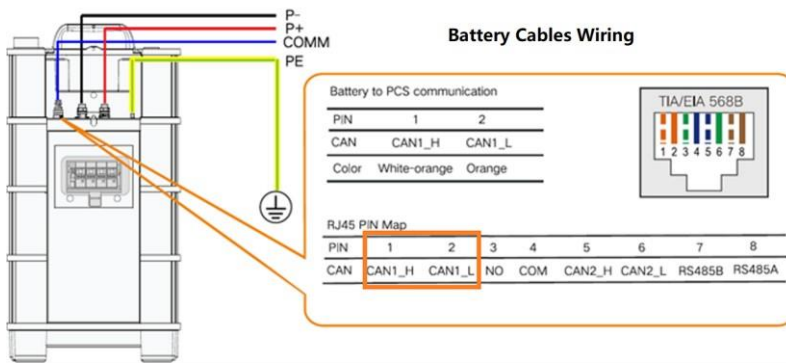 P-
P+
COMM
PE
Battery Cables Wiring
Battery to PCS communication
PIN 1 2
CAN CAN1_H CAN1_L
Color White-orange Orange
TIA/EIA 568B
1 2 3 4 5 6 7 8
RJ45 PIN Map
PIN 1 2 3 4 5 6 7 8
CAN CAN1_H CAN1_L NO COM CAN2_H CAN2_L RS485B RS485A